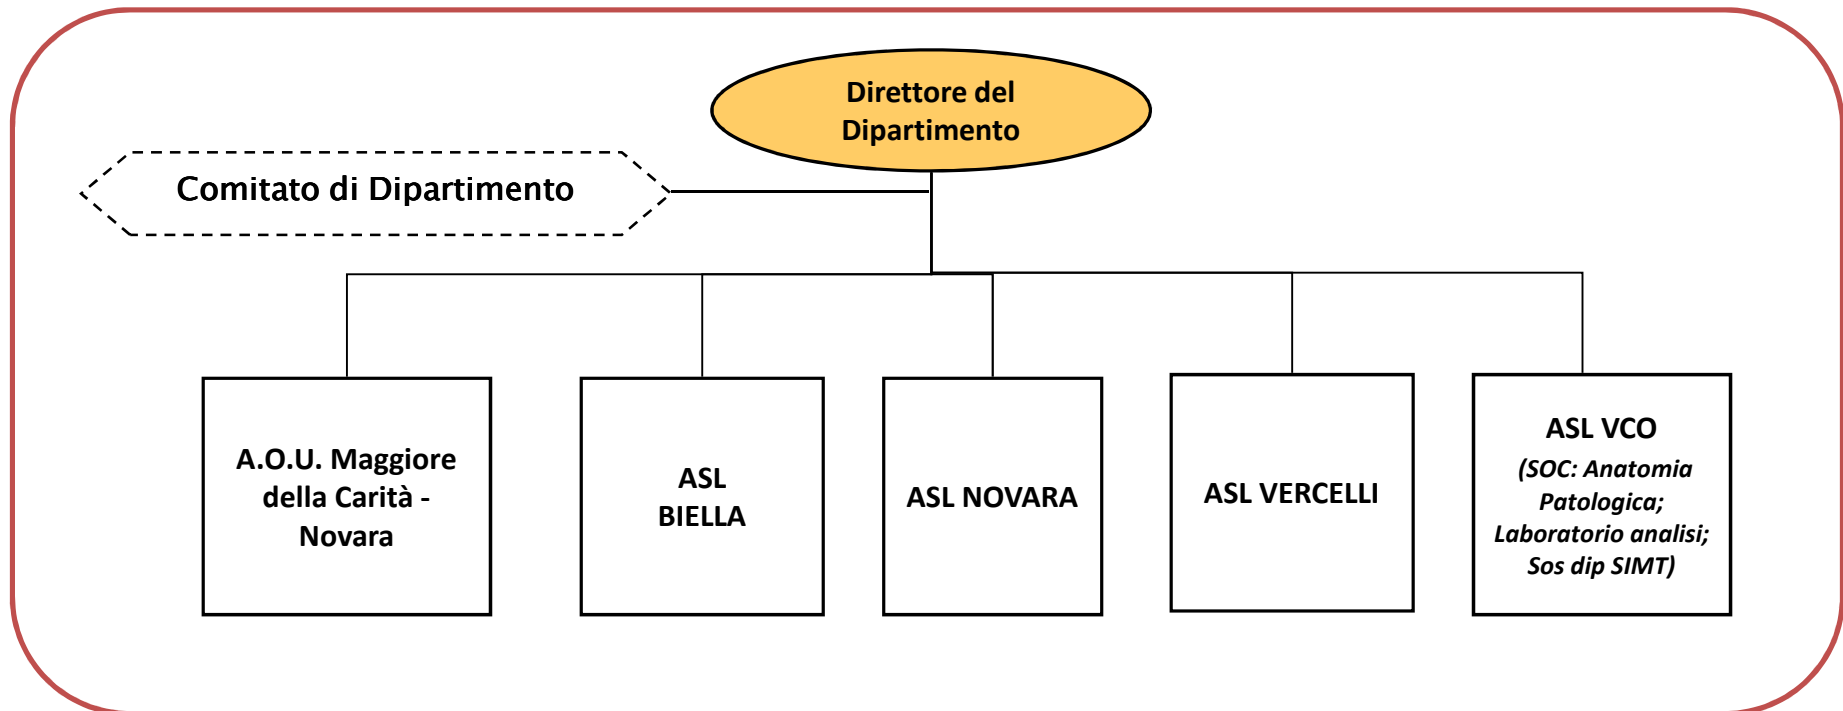 Direttore del
Dipartimento
Comitato di Dipartimento
A.O.U. Maggiore
della Carità -
Novara
ASL
BIELLA
ASL NOVARA
ASL VERCELLI
ASL VCO
(SOC: Anatomia
Patologica;
Laboratorio analisi;
Sos dip SIMT)